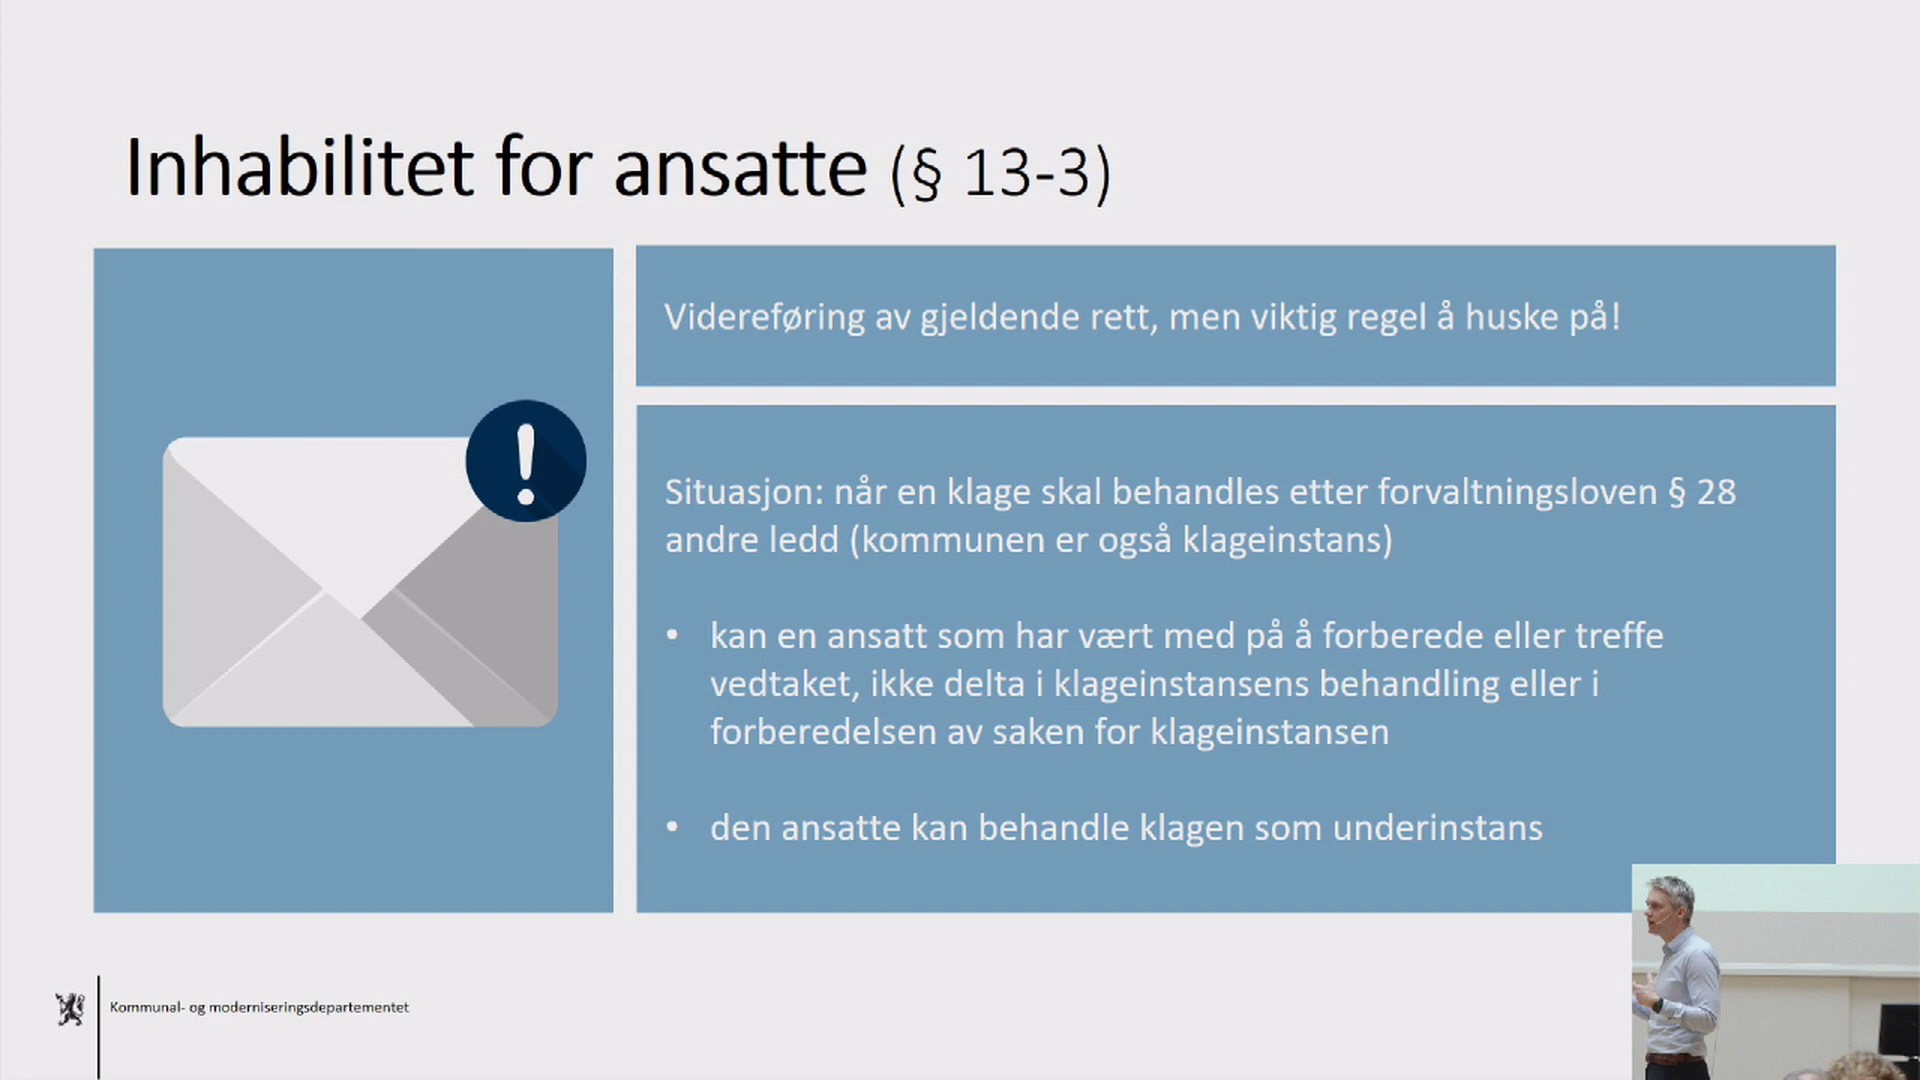 Inhabilitet for ansatte (§ 13-3)
Videreføring av gjeldende rett, men viktig regel å huske på!
Situasjon: når en klage skal behandles etter forvaltningsloven § 28
andre ledd (kommunen er også klageinstans)
• kan en ansatt som har vært med på å forberede eller treffe
vedtaket, ikke delta i klageinstansens behandling eller i
forberedelsen av saken for klageinstansen
• den ansatte kan behandle klagen som underinstans
Kommunal- og moderniseringsdepartementet